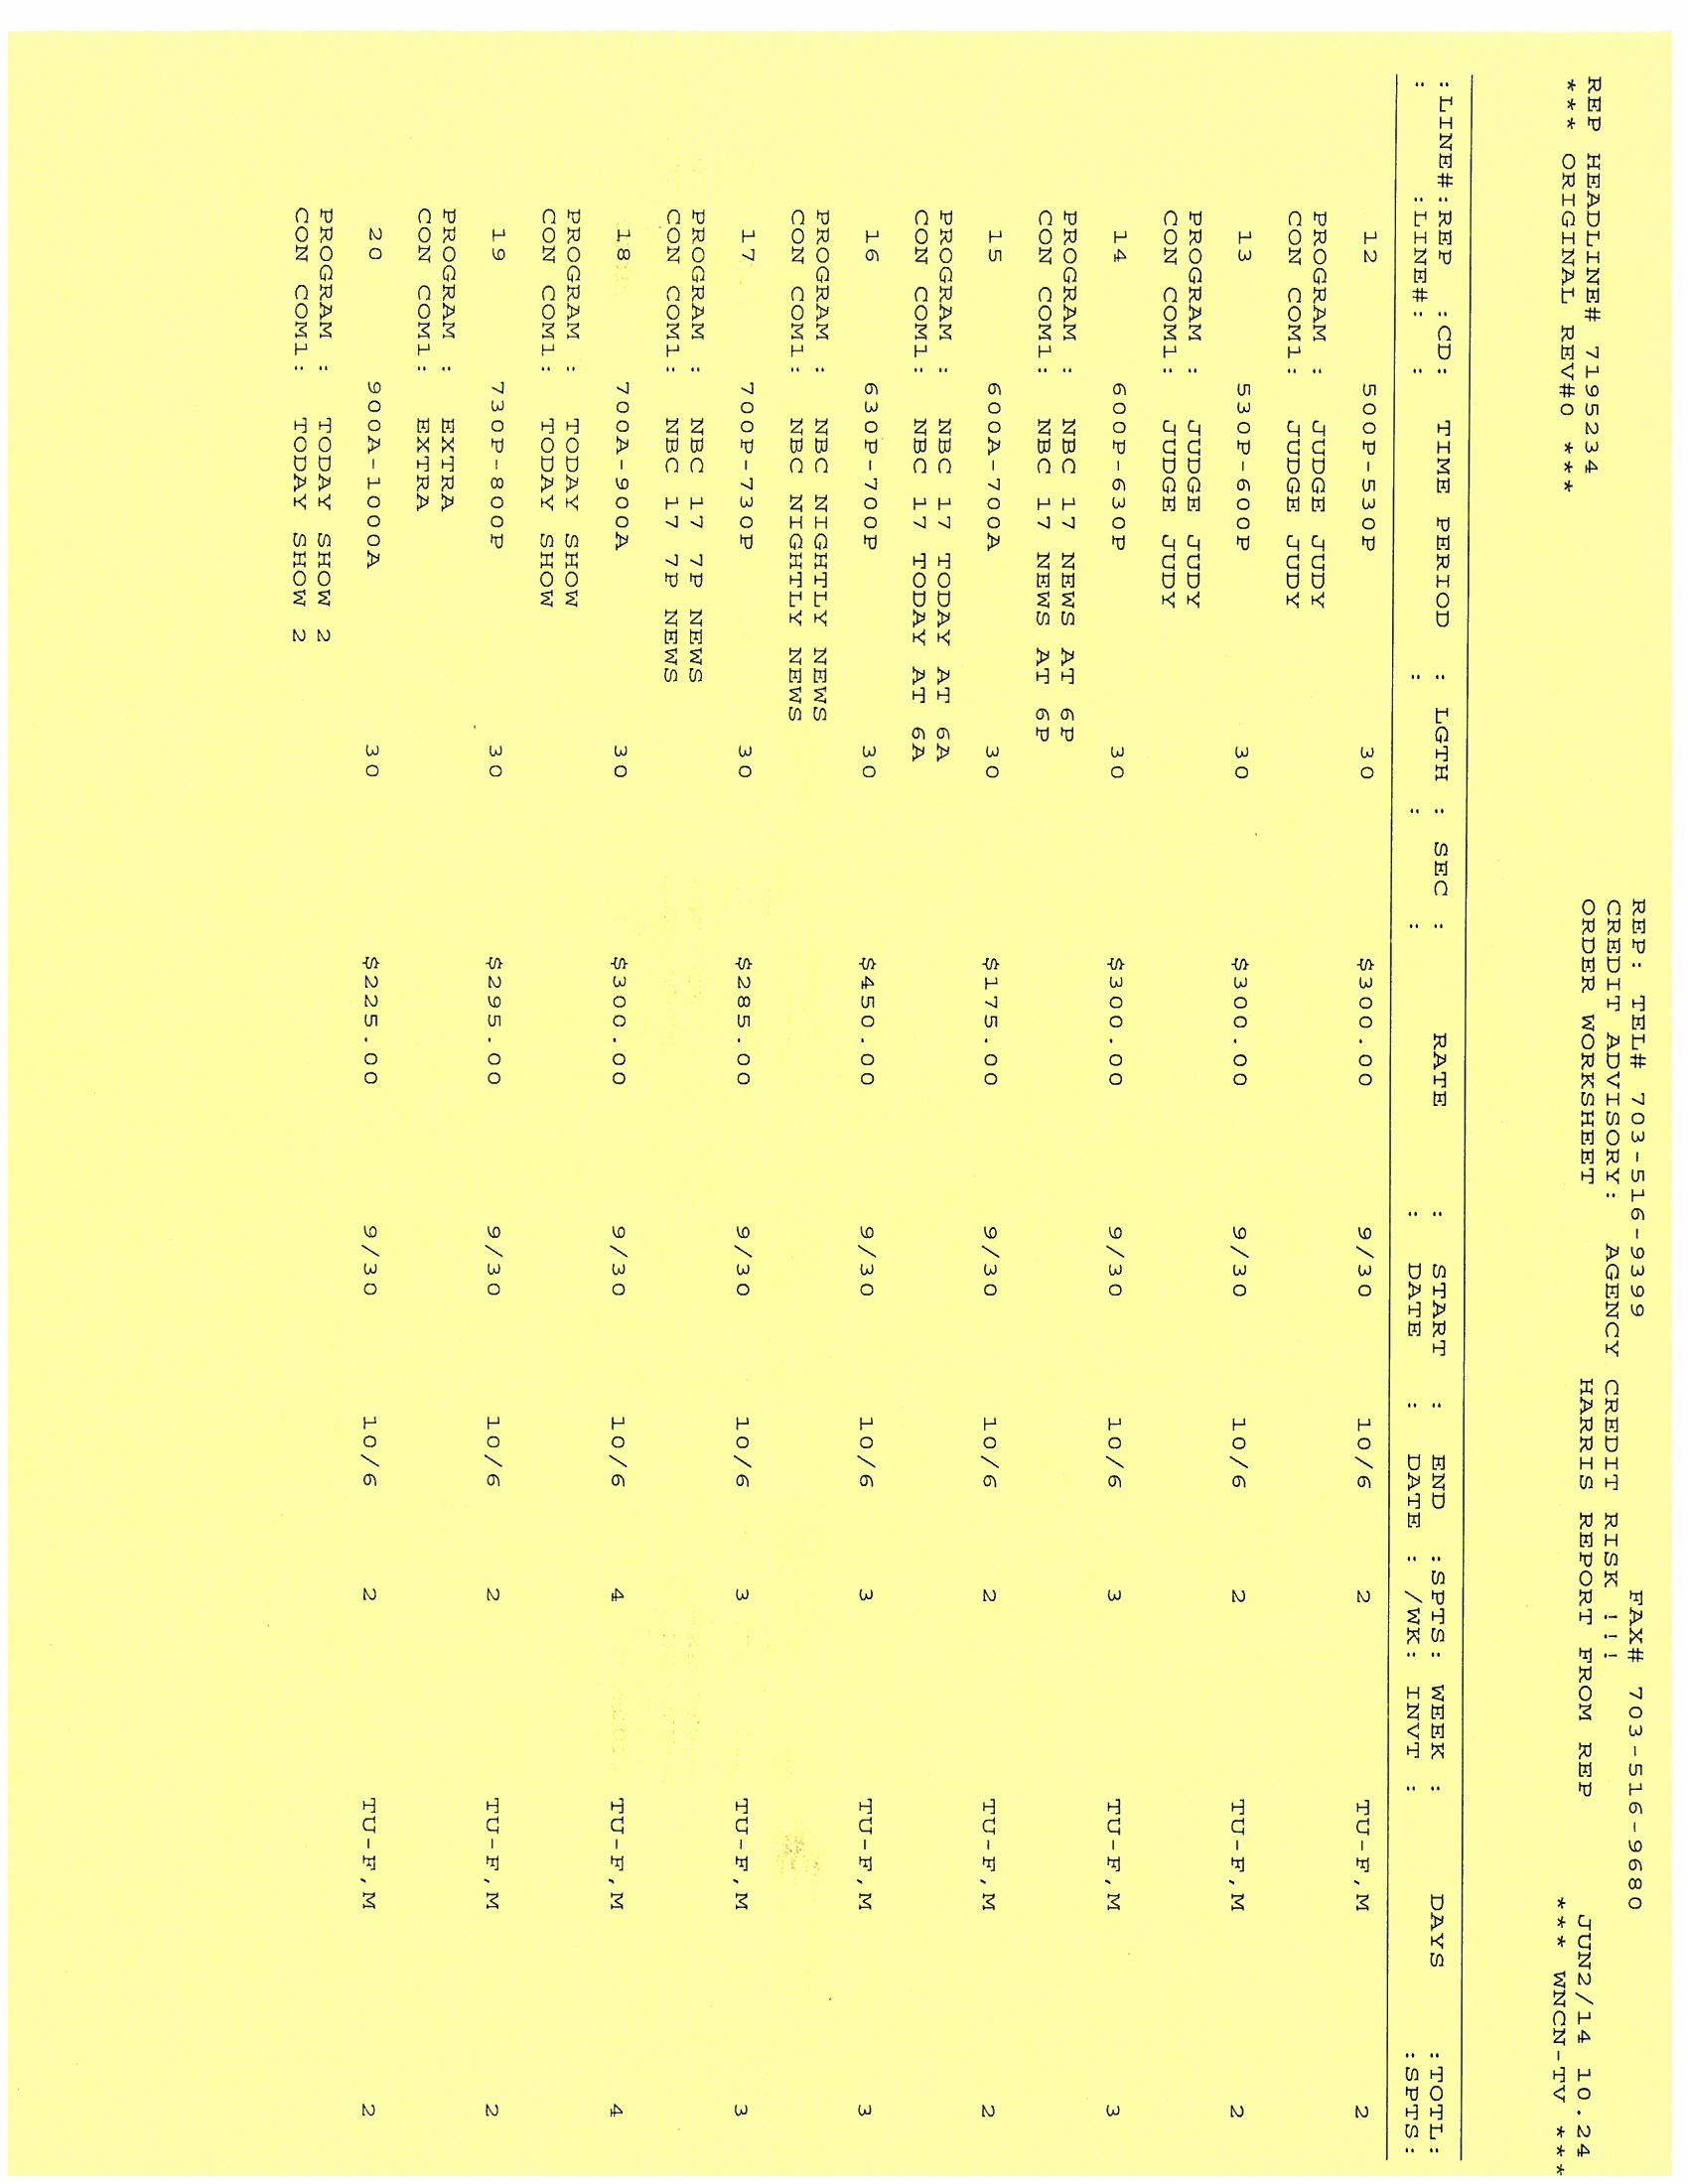 REP: TEL# 703-516-9399 FAX# 703-516-9680
CREDIT ADVISORY: AGENCY CREDIT RISK !!!
REP HEADLINE# 7195234 ORDER WORKSHEET HARRIS REPORT FROM REP JUN2/14 10.24
*** ORIGINAL REV#0 *** *** WNCN-TV ***
:LINE#:REP :CD: TIME PERIOD : LGTH : SEC : RATE : START : END :SPTS: WEEK : DAYS :TOTL:
: :LINE#: : : : : DATE : DATE : /WK: INVT : :SPTS:
12 500P-530P 30 $300.00 9/30 10/6 2 TU-F,M 2
PROGRAM : JUDGE JUDY
CON COM1: JUDGE JUDY
13 530P-600P 30 $300.00 9/30 10/6 2 TU-F,M 2
PROGRAM : JUDGE JUDY
CON COM1: JUDGE JUDY
14 600P-630P 30 $300.00 9/30 10/6 3 TU-F,M 3
PROGRAM : NBC 17 NEWS AT 6P
CON COM1: NBC 17 NEWS AT 6P
15 600A-700A 30 $175.00 9/30 10/6 2 TU-F,M 2
PROGRAM : NBC 17 TODAY AT 6A
CON COM1: NBC 17 TODAY AT 6A
16 630P-700P 30 $450.00 9/30 10/6 3 TU-F,M 3
PROGRAM : NBC NIGHTLY NEWS
CON COM1: NBC NIGHTLY NEWS
17 700P-730P 30 $285.00 9/30 10/6 3 TU-F,M 3
PROGRAM : NBC 17 7P NEWS
CON COM1: NBC 17 7P NEWS
18 700A-900A 30 $300.00 9/30 10/6 4 TU-F,M 4
PROGRAM : TODAY SHOW
CON COM1: TODAY SHOW
19 730P-800P 30 $295.00 9/30 10/6 2 TU-F,M 2
PROGRAM : EXTRA
CON COM1: EXTRA
20 900A-1000A 30 $225.00 9/30 10/6 2 TU-F,M 2
PROGRAM : TODAY SHOW 2
CON COM1: TODAY SHOW 2